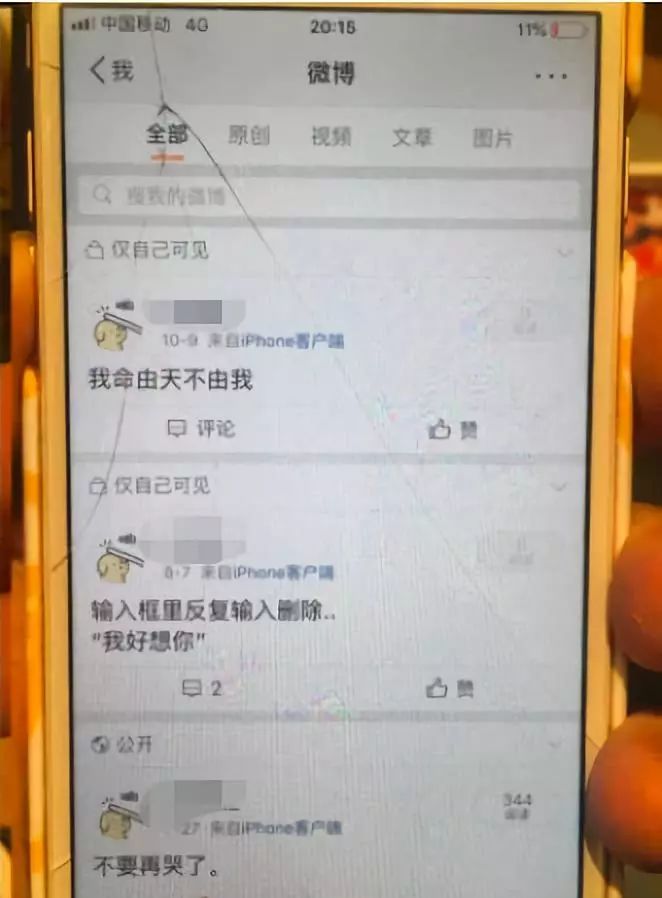 中国移动 4G 20:15 11%
我 微博
全部 原创 视频 文章 图片
搜我的微博
仅自己可见
10-9 来自iPhone客户端
我命由天不由我
评论 赞
仅自己可见
8-7 来自iPhone客户端
输入框里反复输入删除..
“我好想你”
2 赞
公开
344
阅读
27 来自iPhone客户端
不要再哭了。